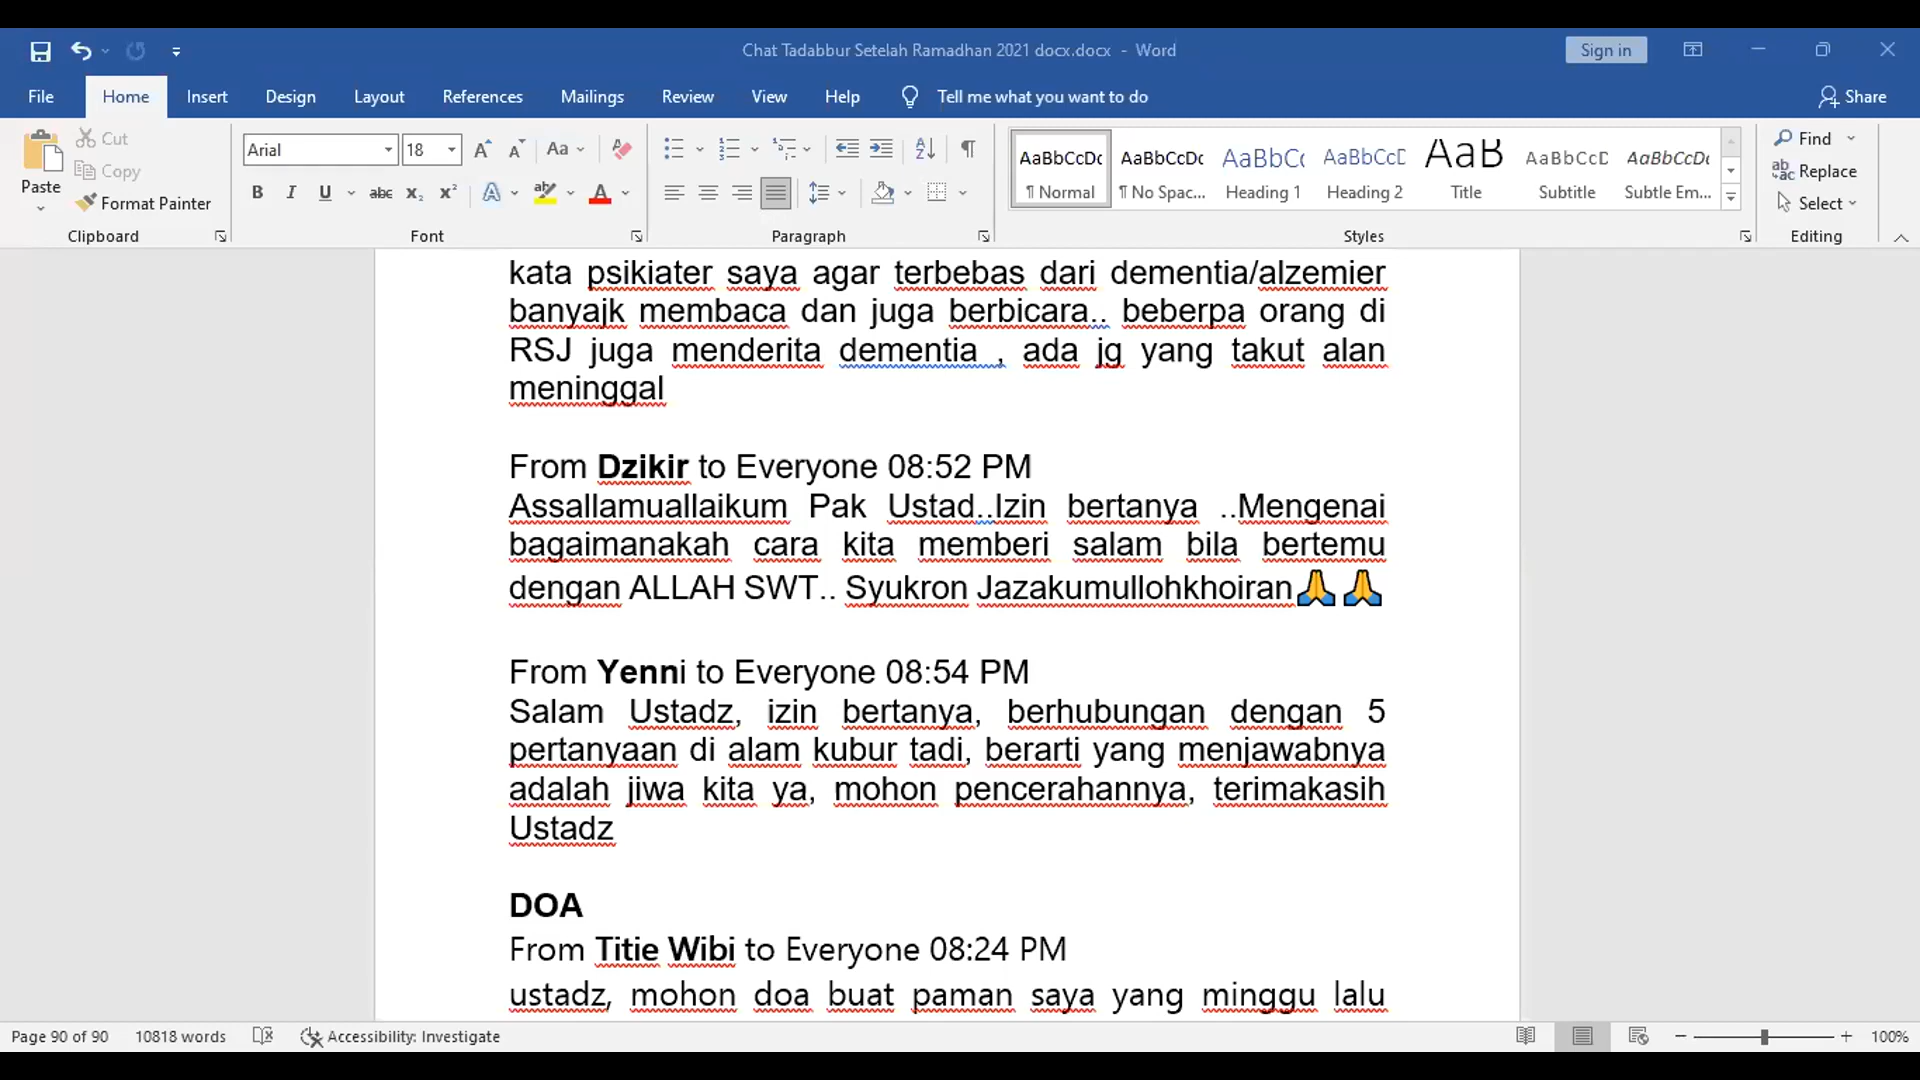 Chat Tadabbur Setelah Ramadhan 2021 docx.docx - Word
Sign in
File Home Insert Design Layout References Mailings Review View Help Tell me what you want to do Share
Paste
Cut
Copy
Format Painter
Clipboard
Arial 18
Aa
B I U abc x₂ x² A ab A
Font
Paragraph
AaBbCcDc AaBbCcDc AaBbCc AaBbCcD AaB AaBbCcD AaBbCcDc
¶ Normal ¶ No Spac... Heading 1 Heading 2 Title Subtitle Subtle Em...
Styles
Find
Replace
Select
Editing
kata psikiater saya agar terbebas dari dementia/alzemier
banyajk membaca dan juga berbicara.. beberpa orang di
RSJ juga menderita dementia , ada jg yang takut alan
meninggal
From Dzikir to Everyone 08:52 PM
Assallamuallaikum Pak Ustad..Izin bertanya ..Mengenai
bagaimanakah cara kita memberi salam bila bertemu
dengan ALLAH SWT.. Syukron Jazakumullohkhoiran🙏🙏
From Yenni to Everyone 08:54 PM
Salam Ustadz, izin bertanya, berhubungan dengan 5
pertanyaan di alam kubur tadi, berarti yang menjawabnya
adalah jiwa kita ya, mohon pencerahannya, terimakasih
Ustadz
DOA
From Titie Wibi to Everyone 08:24 PM
ustadz, mohon doa buat paman saya yang minggu lalu
Page 90 of 90 10818 words Accessibility: Investigate 100%